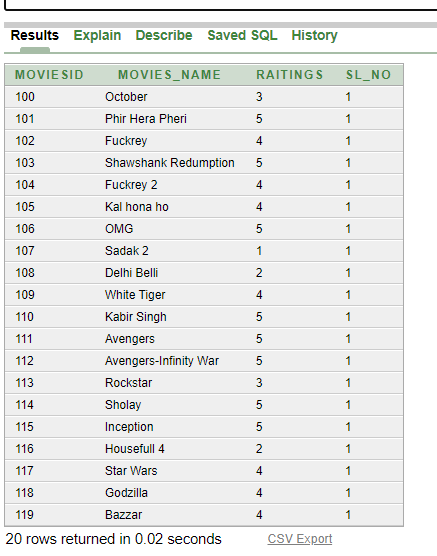 Results Explain Describe Saved SQL History
MOVIESID MOVIES_NAME RAITINGS SL_NO
100 October 3 1
101 Phir Hera Pheri 5 1
102 Fuckrey 4 1
103 Shawshank Redumption 5 1
104 Fuckrey 2 4 1
105 Kal hona ho 4 1
106 OMG 5 1
107 Sadak 2 1 1
108 Delhi Belli 2 1
109 White Tiger 4 1
110 Kabir Singh 5 1
111 Avengers 5 1
112 Avengers-Infinity War 5 1
113 Rockstar 3 1
114 Sholay 5 1
115 Inception 5 1
116 Housefull 4 2 1
117 Star Wars 4 1
118 Godzilla 4 1
119 Bazzar 4 1
20 rows returned in 0.02 seconds CSV Export